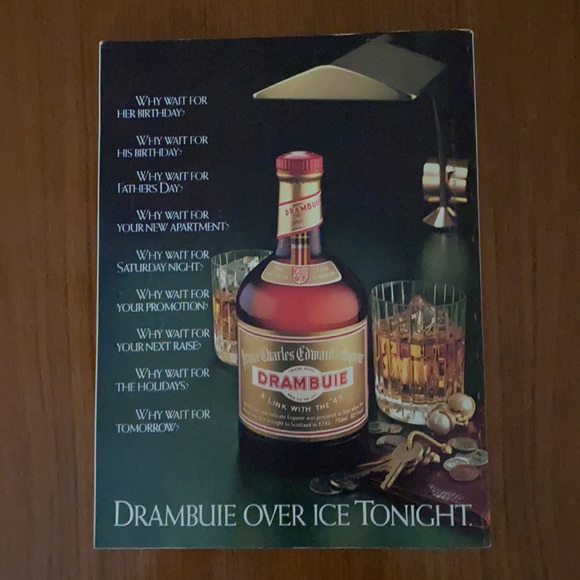 WHY WAIT FOR
HER BIRTHDAY?
WHY WAIT FOR
HIS BIRTHDAY?
WHY WAIT FOR
FATHER'S DAY?
WHY WAIT FOR
YOUR NEW APARTMENT?
WHY WAIT FOR
SATURDAY NIGHT?
WHY WAIT FOR
YOUR PROMOTION?
WHY WAIT FOR
YOUR NEXT RAISE?
WHY WAIT FOR
THE HOLIDAYS?
WHY WAIT FOR
TOMORROW?
DRAMBUIE
Prince Charles Edward's Liqueur
DRAMBUIE
A LINK WITH THE '45
DRAMBUIE OVER ICE TONIGHT.